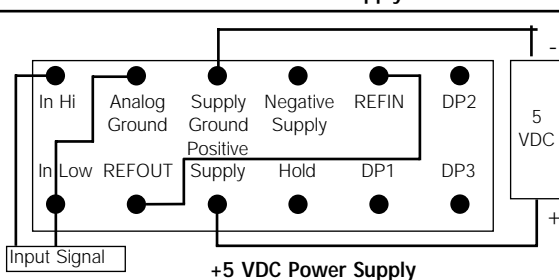 -
In Hi Analog Supply Negative REFIN DP2
Ground Ground Supply
Positive
In Low REFOUT Supply Hold DP1 DP3
5
VDC
+
Input Signal
+5 VDC Power Supply